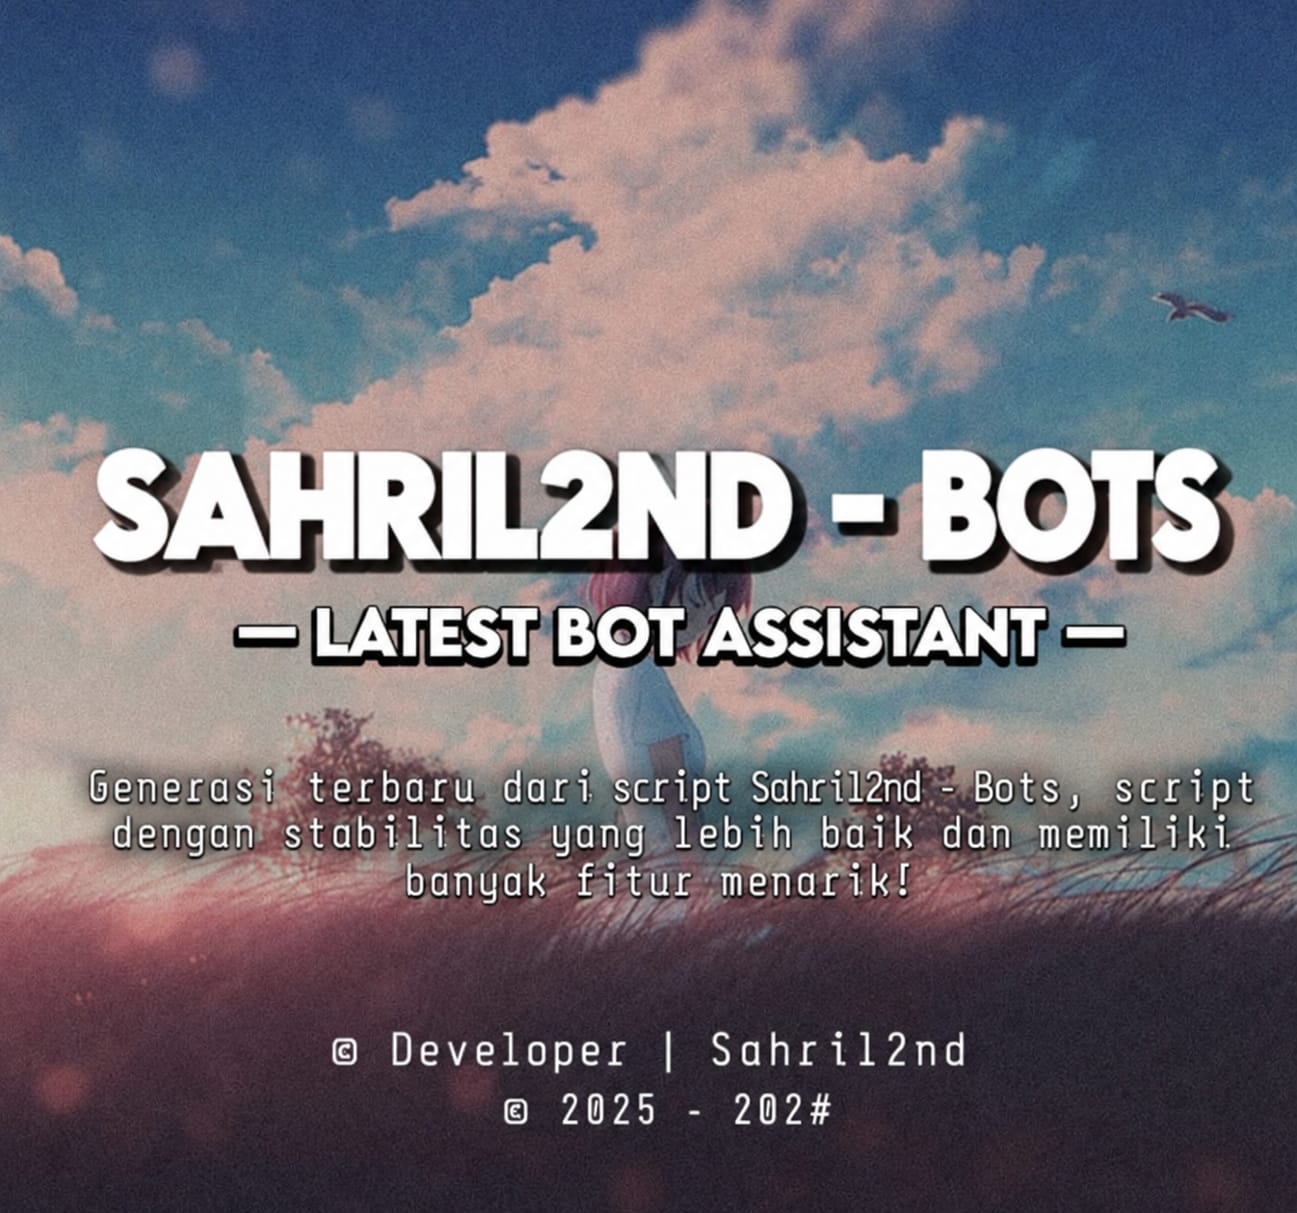 SAHRIL2ND - BOTS
— LATEST BOT ASSISTANT —
Generasi terbaru dari script Sahril2nd - Bots, script
dengan stabilitas yang lebih baik dan memiliki
banyak fitur menarik!
© Developer | Sahril2nd
© 2025 - 202#